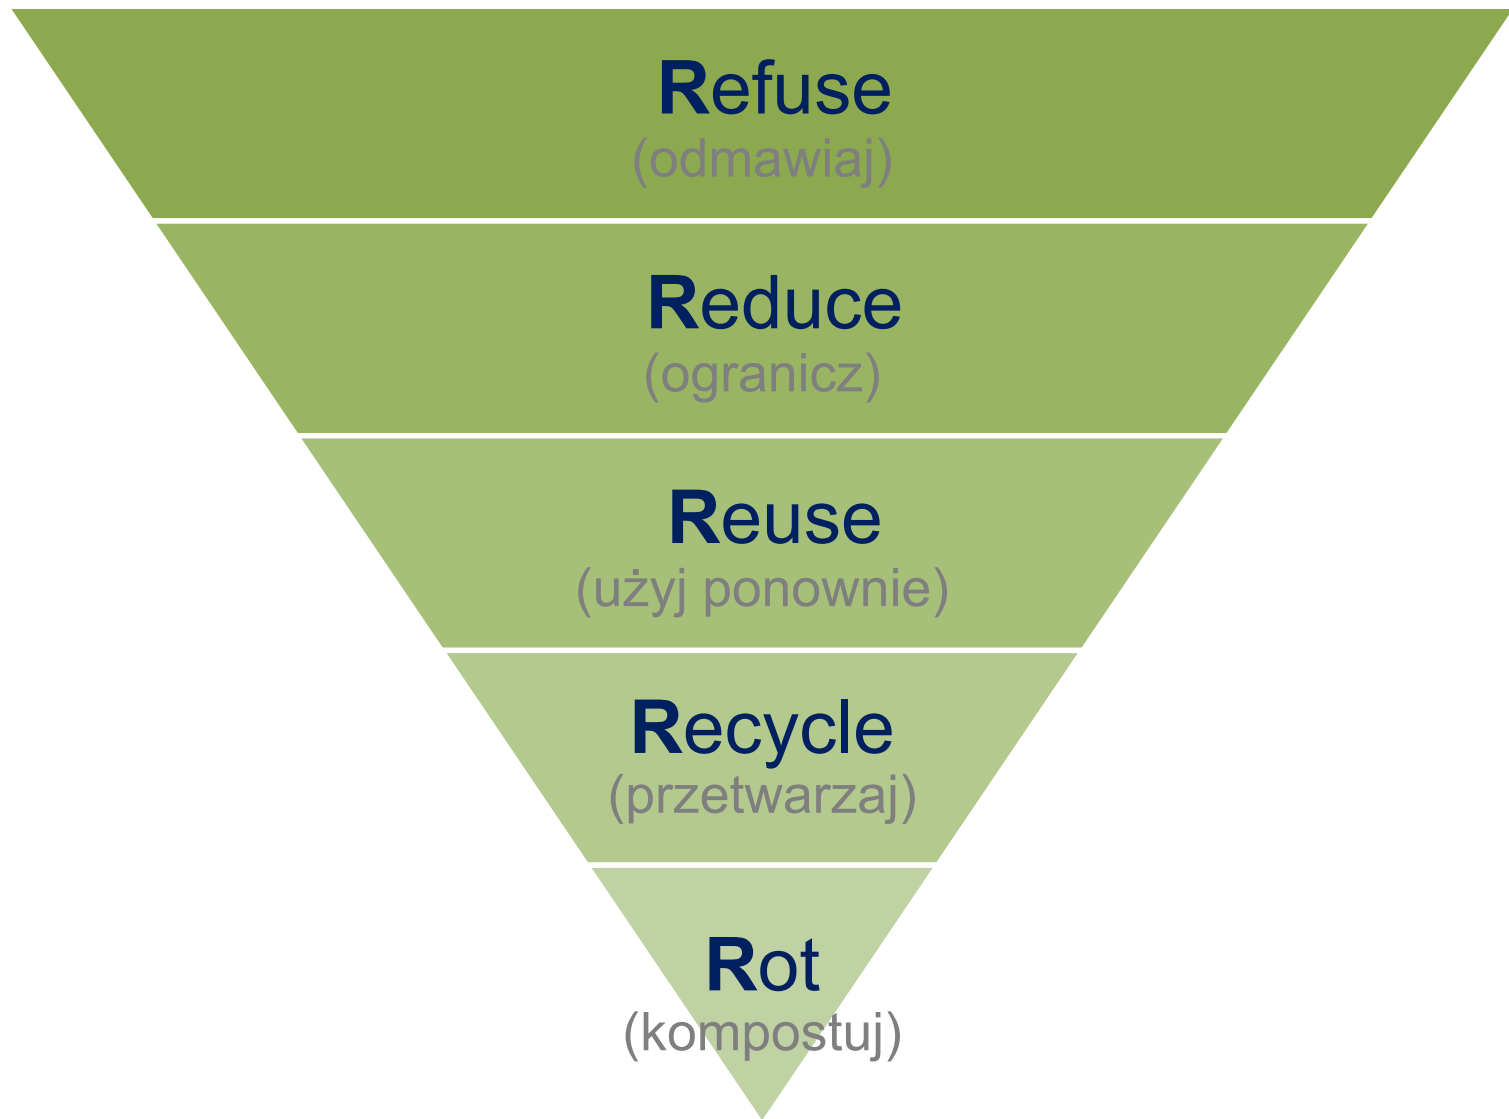 Refuse
(odmawiaj)
Reduce
(ogranicz)
Reuse
(użyj ponownie)
Recycle
(przetwarzaj)
Rot
(kompostuj)